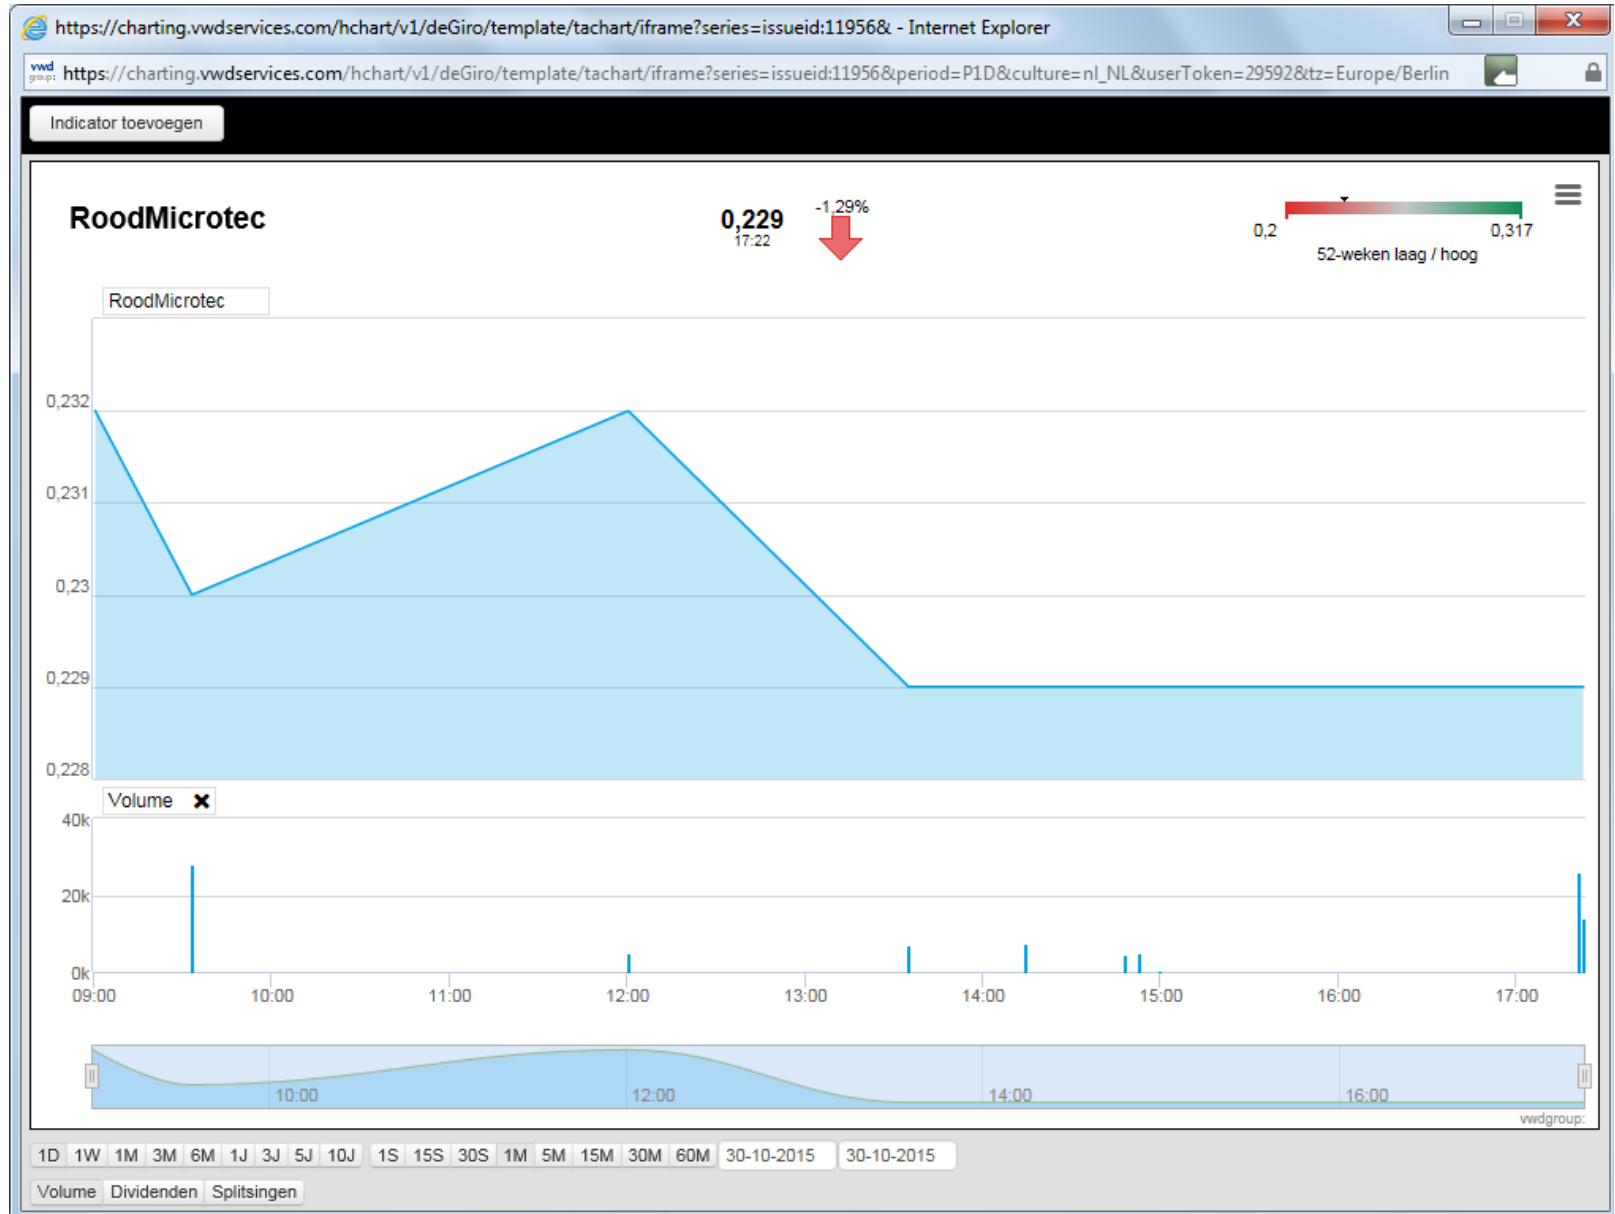 https://charting.vwdservices.com/hchart/v1/deGiro/template/tachart/iframe?series=issueid:11956& - Internet Explorer
vwd group: https://charting.vwdservices.com/hchart/v1/deGiro/template/tachart/iframe?series=issueid:11956&period=P1D&culture=nl_NL&userToken=29592&tz=Europe/Berlin
Indicator toevoegen
RoodMicrotec
0,229
17:22
-1,29%
0,2 0,317
52-weken laag / hoog
RoodMicrotec
0,232
0,231
0,23
0,229
0,228
Volume
40k
20k
0k
09:00 10:00 11:00 12:00 13:00 14:00 15:00 16:00 17:00
10:00 12:00 14:00 16:00
vwdgroup:
1D 1W 1M 3M 6M 1J 3J 5J 10J 1S 15S 30S 1M 5M 15M 30M 60M 30-10-2015 30-10-2015
Volume Dividenden Splitsingen